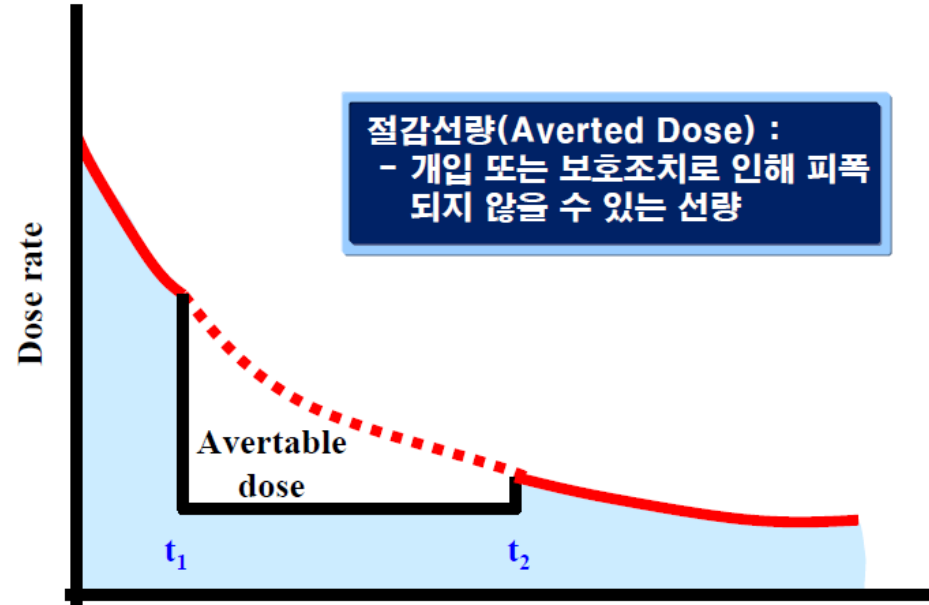 절감선량(Averted Dose) :
- 개입 또는 보호조치로 인해 피폭
되지 않을 수 있는 선량
Dose rate
Avertable
dose
t₁
t₂